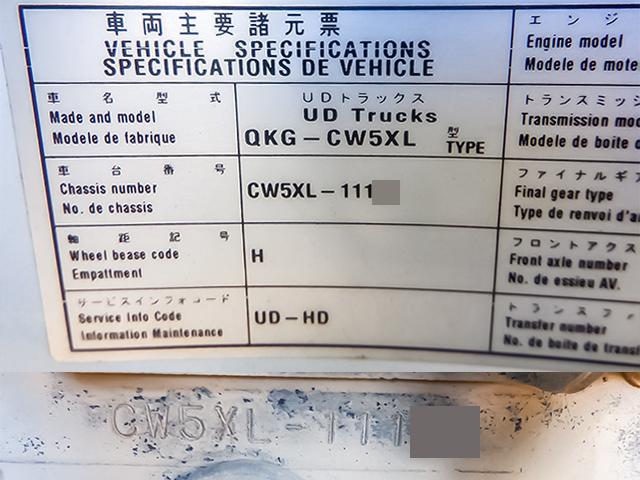 車両主要諸元票
VEHICLE SPECIFICATIONS
SPECIFICATIONS DE VEHICLE
車名型式
Made and model
Modele de fabrique
UDトラックス
UD Trucks
QKG-CW5XL 型 TYPE
車台番号
Chassis number
No. de chassis
CW5XL-111
軸距記号
Wheel bease code
Empattment
H
サービスインフォコード
Service Info Code
Information Maintenance
UD-HD
エンジ
Engine model
Modele de mote
トランスミッシ
Transmission mod
Modele de boite d
ファイナルギア
Final gear type
Type de renvoi d'a
フロントアクス
Front axle number
No. de essieu AV.
トランスファ
Transfer number
No. de boite de transf
CW5XL-111